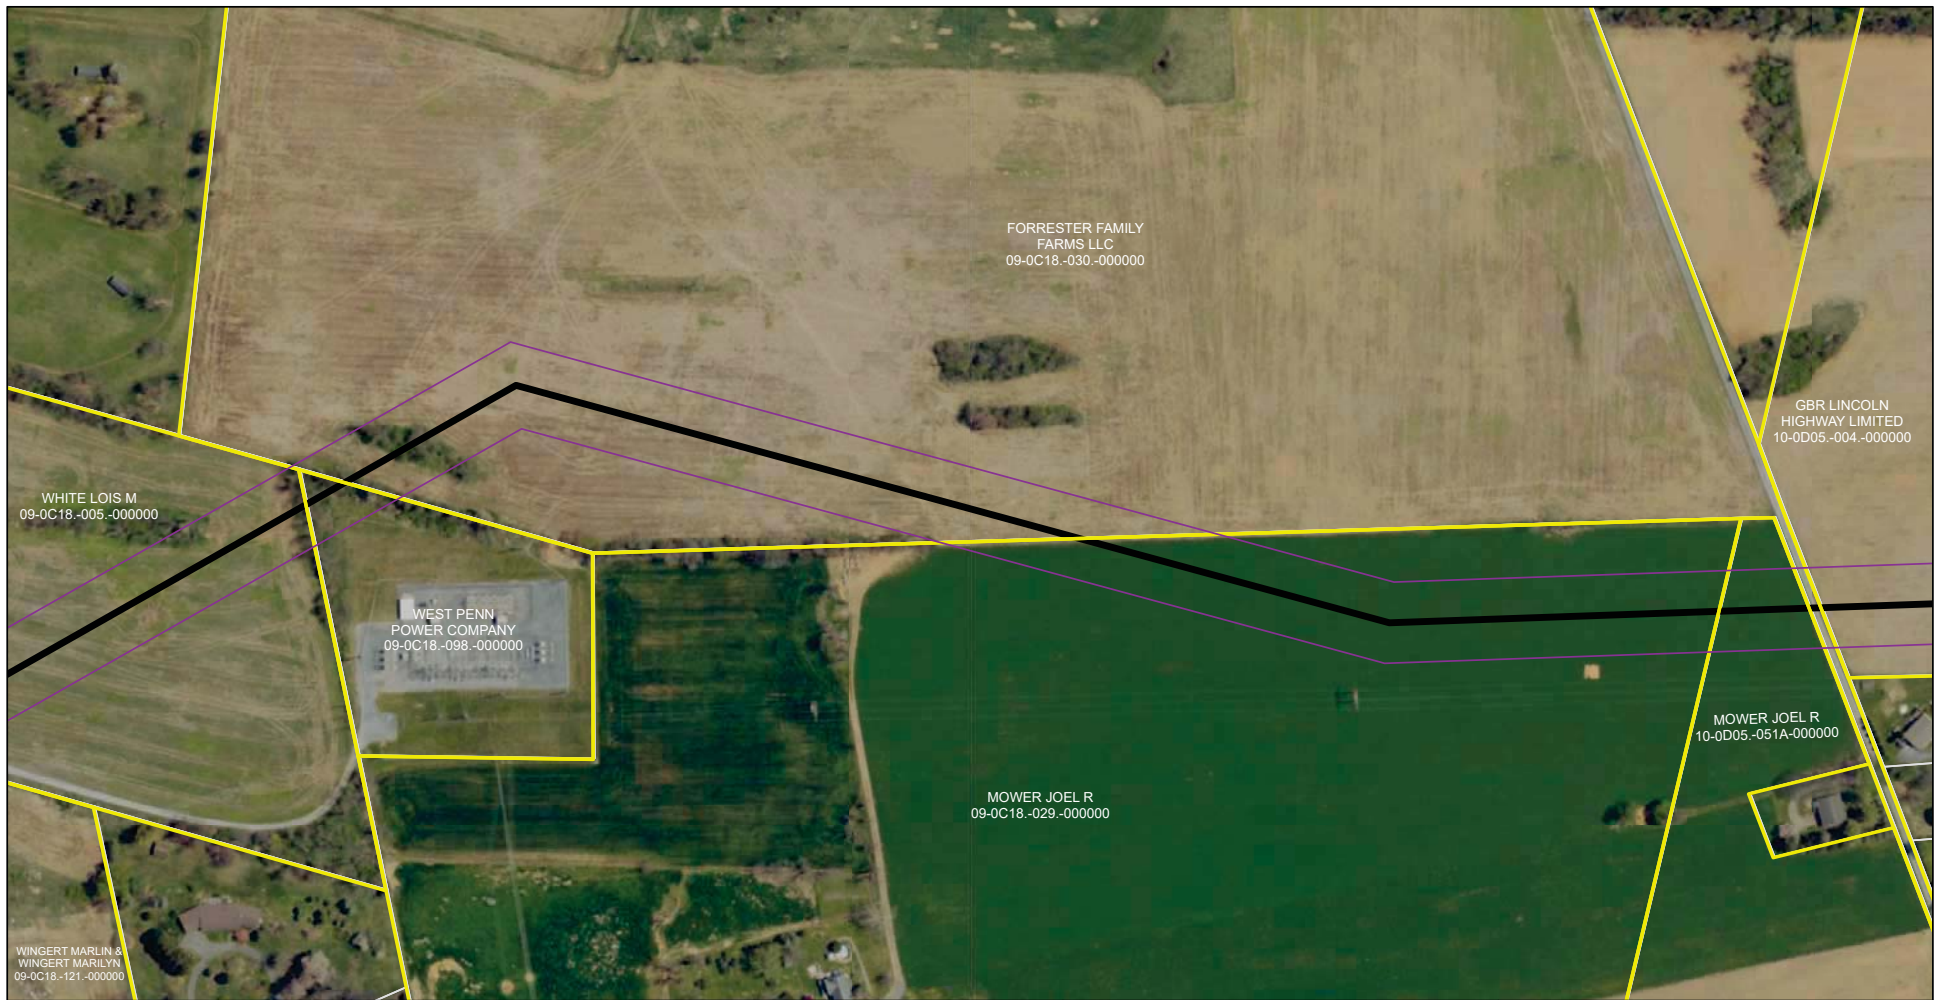 FORRESTER FAMILY
FARMS LLC
09-0C18.-030.-000000
GBR LINCOLN
HIGHWAY LIMITED
10-0D05.-004.-000000
WHITE LOIS M
09-0C18.-005.-000000
WEST PENN
POWER COMPANY
09-0C18.-098.-000000
MOWER JOEL R
10-0D05.-051A-000000
MOWER JOEL R
09-0C18.-029.-000000
WINGERT MARLIN &
WINGERT MARILYN
09-0C18.-121.-000000